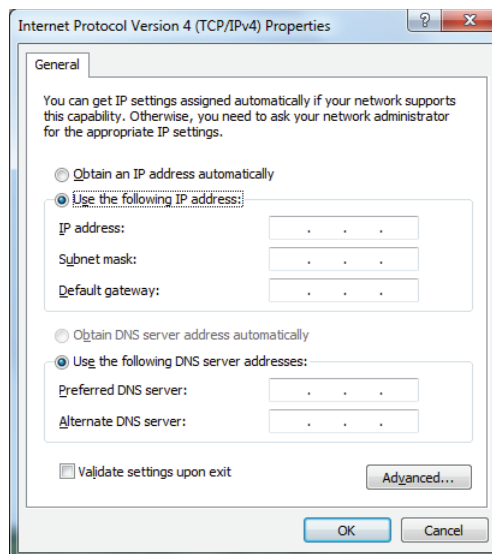 Internet Protocol Version 4 (TCP/IPv4) Properties
General
You can get IP settings assigned automatically if your network supports
this capability. Otherwise, you need to ask your network administrator
for the appropriate IP settings.
Obtain an IP address automatically
Use the following IP address:
IP address:
Subnet mask:
Default gateway:
Obtain DNS server address automatically
Use the following DNS server addresses:
Preferred DNS server:
Alternate DNS server:
Validate settings upon exit
Advanced...
OK Cancel